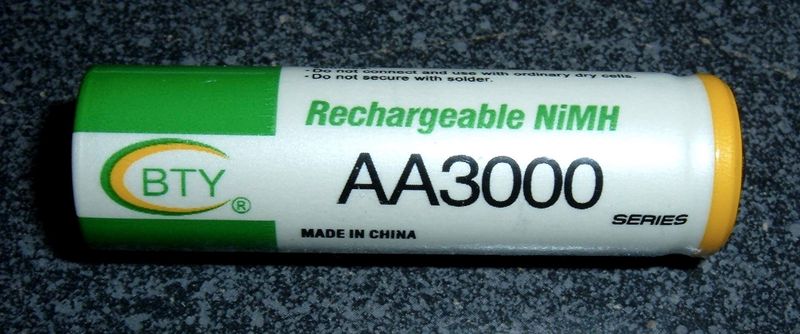 -Do not connect and use with ordinary dry cells.
-Do not secure with solder.
Rechargeable NiMH
BTY
®
AA3000
SERIES
MADE IN CHINA